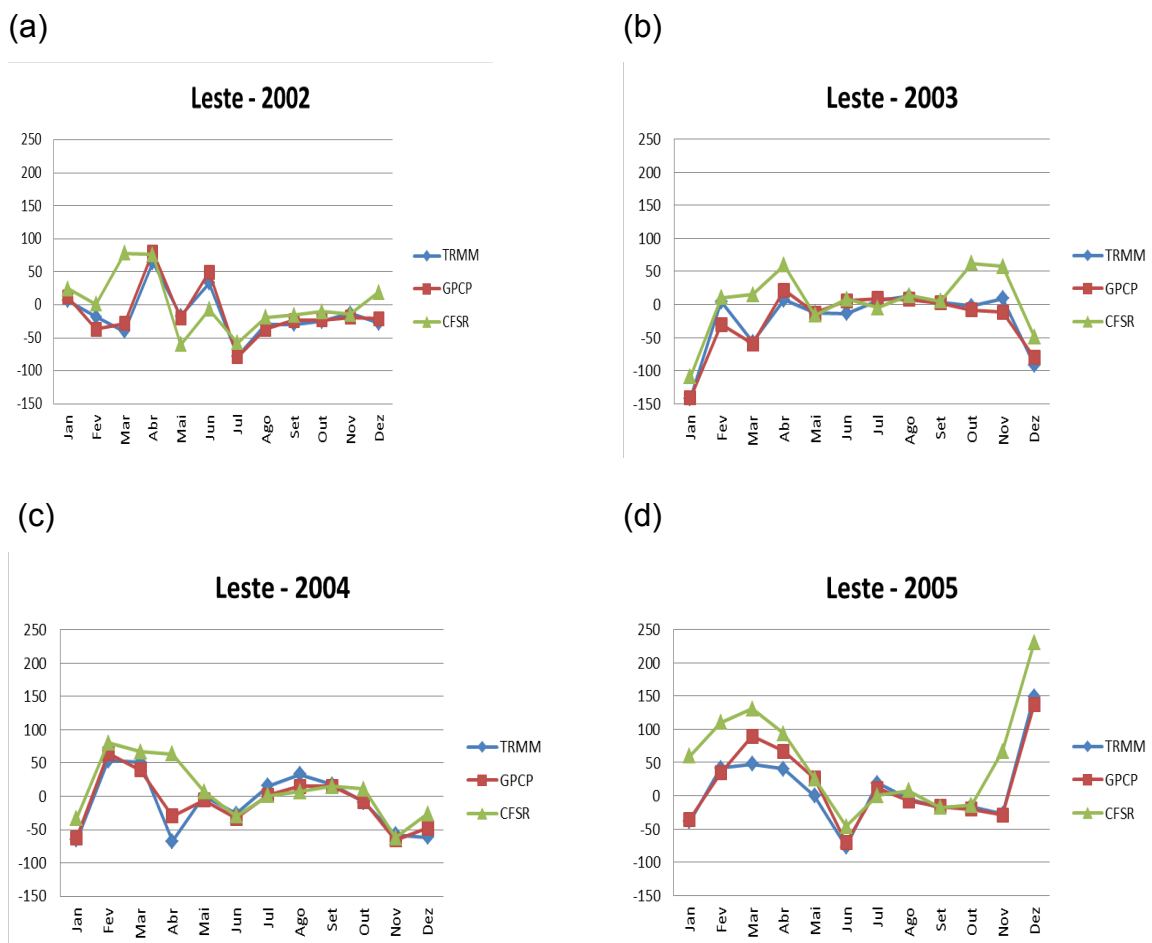 (a)
Leste - 2002
250
200
150
100
50
0
-50
-100
-150
Jan
Fev
Mar
Abr
Mai
Jun
Jul
Ago
Set
Out
Nov
Dez
TRMM
GPCP
CFSR
(b)
Leste - 2003
250
200
150
100
50
0
-50
-100
-150
Jan
Fev
Mar
Abr
Mai
Jun
Jul
Ago
Set
Out
Nov
Dez
TRMM
GPCP
CFSR
(c)
Leste - 2004
250
200
150
100
50
0
-50
-100
-150
Jan
Fev
Mar
Abr
Mai
Jun
Jul
Ago
Set
Out
Nov
Dez
TRMM
GPCP
CFSR
(d)
Leste - 2005
250
200
150
100
50
0
-50
-100
-150
Jan
Fev
Mar
Abr
Mai
Jun
Jul
Ago
Set
Out
Nov
Dez
TRMM
GPCP
CFSR